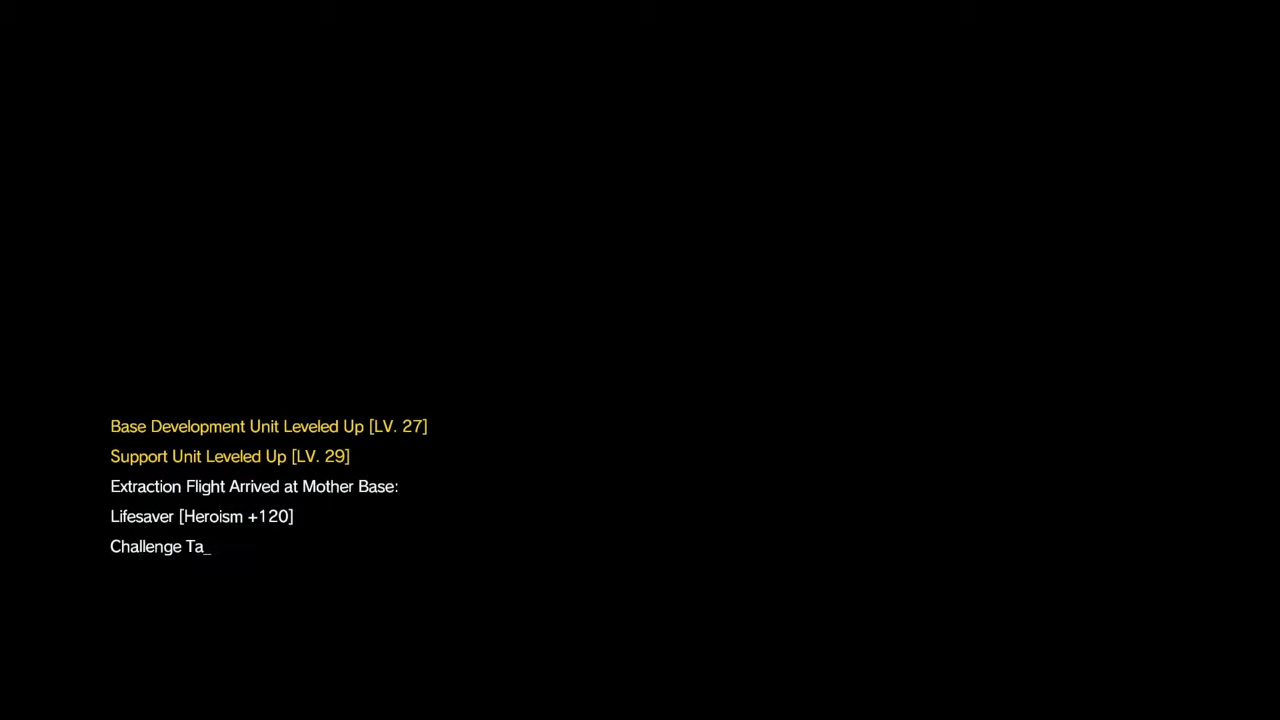 Base Development Unit Leveled Up [LV. 27]
Support Unit Leveled Up [LV. 29]
Extraction Flight Arrived at Mother Base:
Lifesaver [Heroism +120]
Challenge Ta_